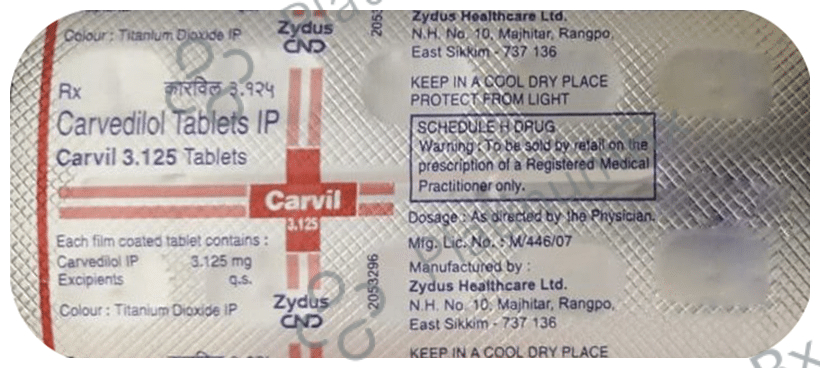 Colour : Titanium Dioxide IP
Zydus
CND
Rx
कारविल ३.१२५
Carvedilol Tablets IP
Carvil 3.125 Tablets
Carvil
3.125
Each film coated tablet contains :
Carvedilol IP 3.125 mg
Excipients q.s.
Colour : Titanium Dioxide IP
Zydus
CND
2053296
Zydus Healthcare Ltd.
N.H. No. 10, Majhitar, Rangpo,
East Sikkim - 737 136
KEEP IN A COOL DRY PLACE
PROTECT FROM LIGHT
SCHEDULE H DRUG
Warning : To be sold by retail on the
prescription of a Registered Medical
Practitioner only.
Dosage : As directed by the Physician.
Mfg. Lic. No. : M/446/07
Manufactured by :
Zydus Healthcare Ltd.
N.H. No. 10, Majhitar, Rangpo,
East Sikkim - 737 136
KEEP IN A COOL DRY PLACE